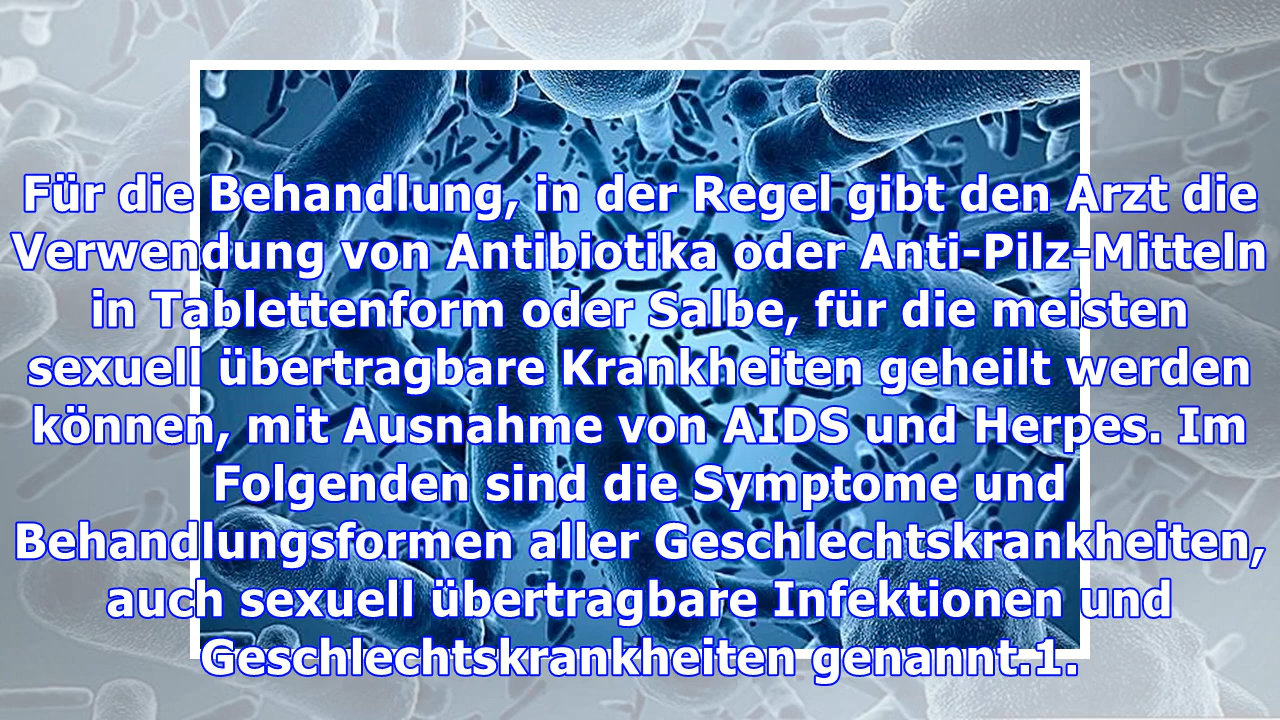 Für die Behandlung, in der Regel gibt den Arzt die
Verwendung von Antibiotika oder Anti-Pilz-Mitteln
in Tablettenform oder Salbe, für die meisten
sexuell übertragbare Krankheiten geheilt werden
können, mit Ausnahme von AIDS und Herpes. Im
Folgenden sind die Symptome und
Behandlungsformen aller Geschlechtskrankheiten,
auch sexuell übertragbare Infektionen und
Geschlechtskrankheiten genannt.1.